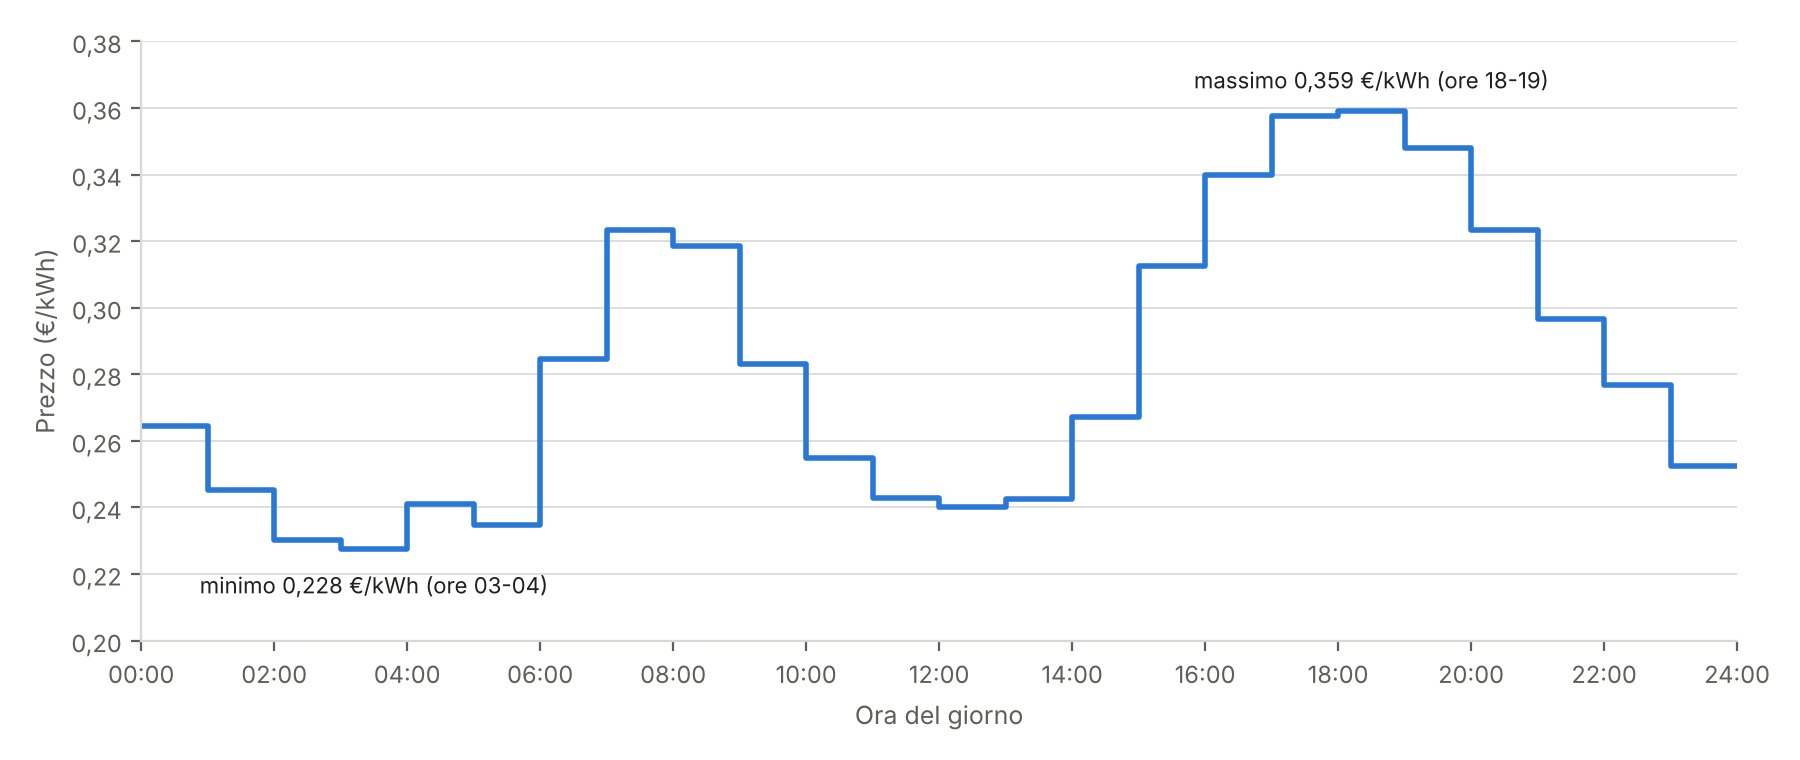 0,38
massimo 0,359 €/kWh (ore 18-19)
0,36
0,34
0,32
0,30
0,28
0,26
0,24
0,22
minimo 0,228 €/kWh (ore 03-04)
0,20
Prezzo (€/kWh)
00:00 02:00 04:00 06:00 08:00 10:00 12:00 14:00 16:00 18:00 20:00 22:00 24:00
Ora del giorno